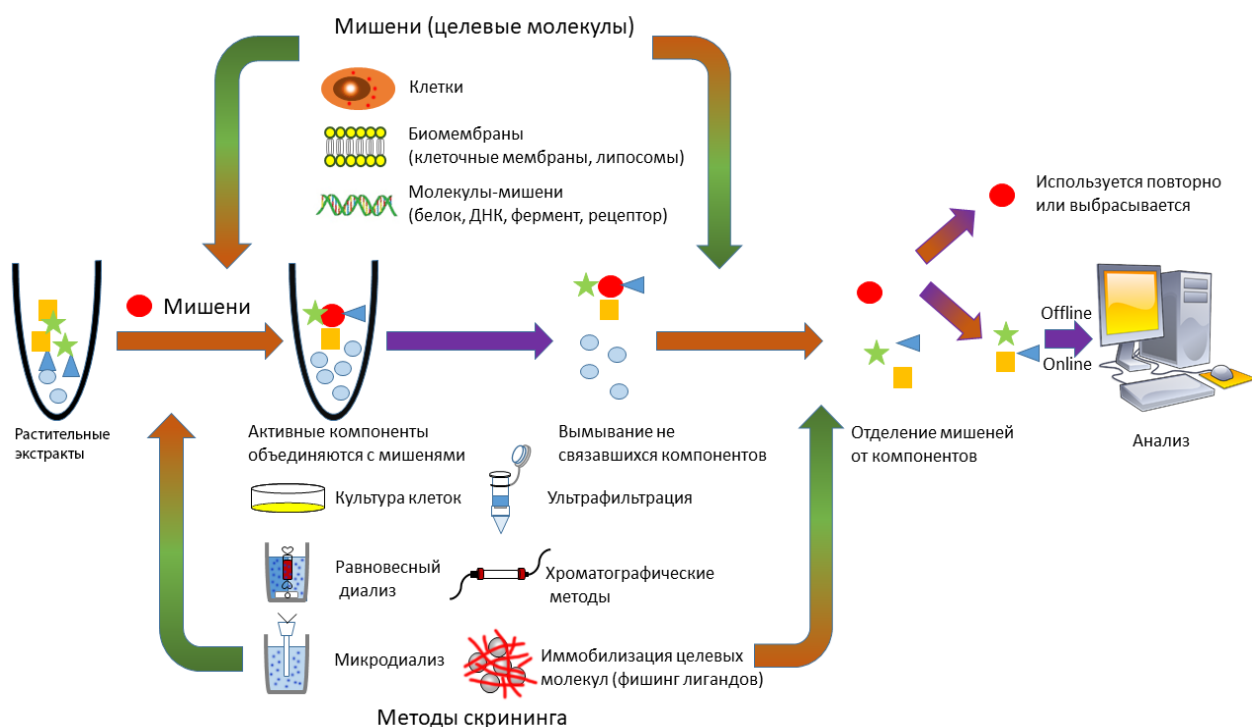 Мишени (целевые молекулы)
Клетки
Биомембраны
(клеточные мембраны, липосомы)
Молекулы-мишени
(белок, ДНК, фермент, рецептор)
Используется повторно
или выбрасывается
Мишени
Offline
Online
Растительные
экстракты
Активные компоненты
объединяются с мишенями
Вымывание не
связавшихся компонентов
Отделение мишеней
от компонентов
Анализ
Культура клеток
Ультрафильтрация
Равновесный
диализ
Хроматографические
методы
Микродиализ
Иммобилизация целевых
молекул (фишинг лигандов)
Методы скрининга